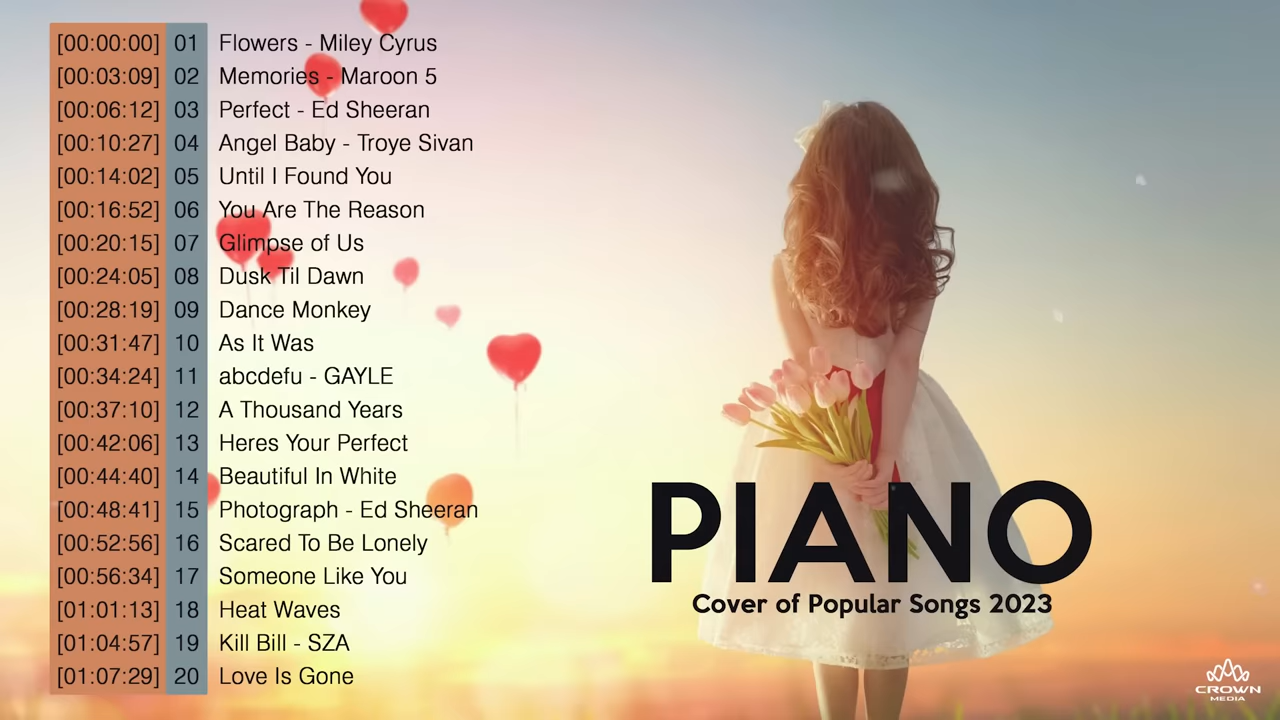 [00:00:00] 01 Flowers - Miley Cyrus
[00:03:09] 02 Memories - Maroon 5
[00:06:12] 03 Perfect - Ed Sheeran
[00:10:27] 04 Angel Baby - Troye Sivan
[00:14:02] 05 Until I Found You
[00:16:52] 06 You Are The Reason
[00:20:15] 07 Glimpse of Us
[00:24:05] 08 Dusk Til Dawn
[00:28:19] 09 Dance Monkey
[00:31:47] 10 As It Was
[00:34:24] 11 abcdefu - GAYLE
[00:37:10] 12 A Thousand Years
[00:42:06] 13 Heres Your Perfect
[00:44:40] 14 Beautiful In White
[00:48:41] 15 Photograph - Ed Sheeran
[00:52:56] 16 Scared To Be Lonely
[00:56:34] 17 Someone Like You
[01:01:13] 18 Heat Waves
[01:04:57] 19 Kill Bill - SZA
[01:07:29] 20 Love Is Gone
PIANO
Cover of Popular Songs 2023
CROWN
MEDIA